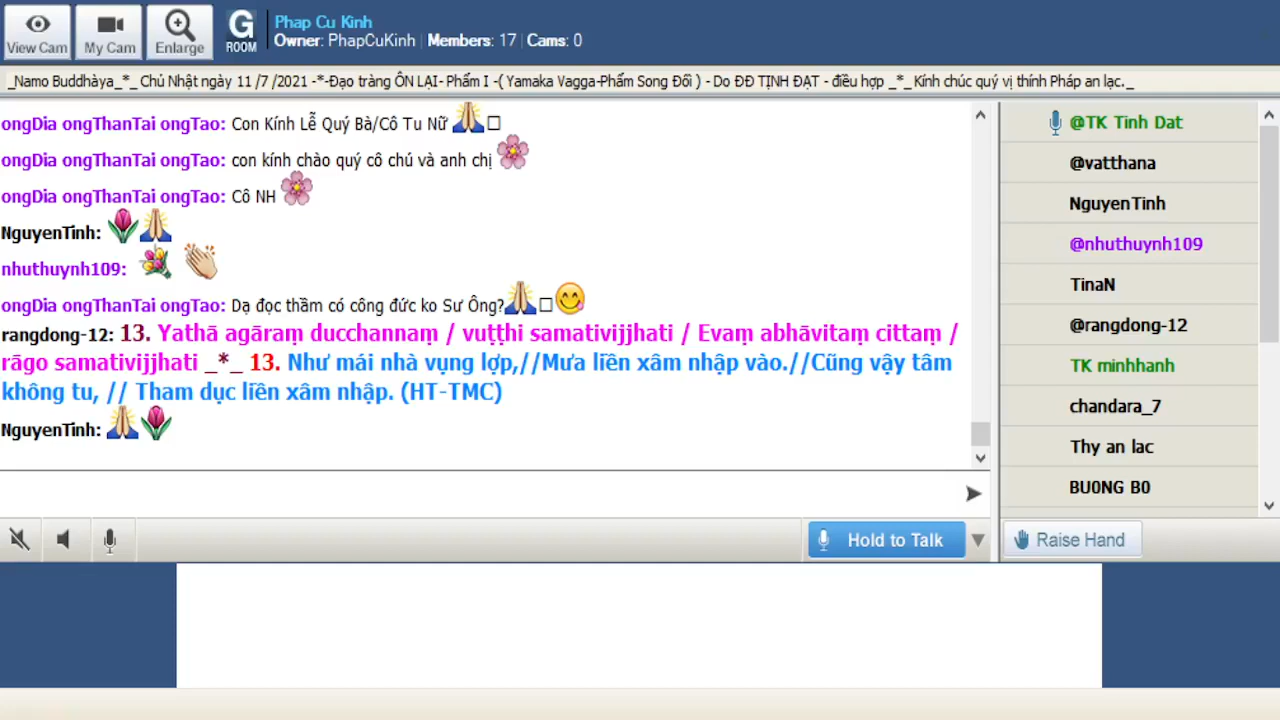 View Cam
My Cam
Enlarge
G
ROOM
Phap Cu Kinh
Owner: PhapCuKinh | Members: 17 | Cams: 0
_Namo Buddhàya_*_ Chủ Nhật ngày 11 /7 /2021 -*-Đạo tràng ÔN LẠI- Phẩm I -( Yamaka Vagga-Phẩm Song Đối ) - Do ĐĐ TỊNH ĐẠT - điều hợp _*_ Kính chúc quý vị thính Pháp an lạc._
ongDia ongThanTai ongTao: Con Kính Lễ Quý Bà/Cô Tu Nữ 🙏
ongDia ongThanTai ongTao: con kính chào quý cô chú và anh chị 🌸
ongDia ongThanTai ongTao: Cô NH 🌸
NguyenTinh: 🌷🙏
nhuthuynh109: 💐 👏
ongDia ongThanTai ongTao: Dạ đọc thầm có công đức ko Sư Ông?🙏😋
rangdong-12: 13. Yathā agāraṃ ducchannaṃ / vuṭṭhi samativijjhati / Evaṃ abhāvitaṃ cittaṃ /
rāgo samativijjhati _*_ 13. Như mái nhà vụng lợp,//Mưa liền xâm nhập vào.//Cũng vậy tâm
không tu, // Tham dục liền xâm nhập. (HT-TMC)
NguyenTinh: 🙏🌷
@TK Tinh Dat
@vatthana
NguyenTinh
@nhuthuynh109
TinaN
@rangdong-12
TK minhhanh
chandara_7
Thy an lac
BU0NG B0
Hold to Talk
Raise Hand